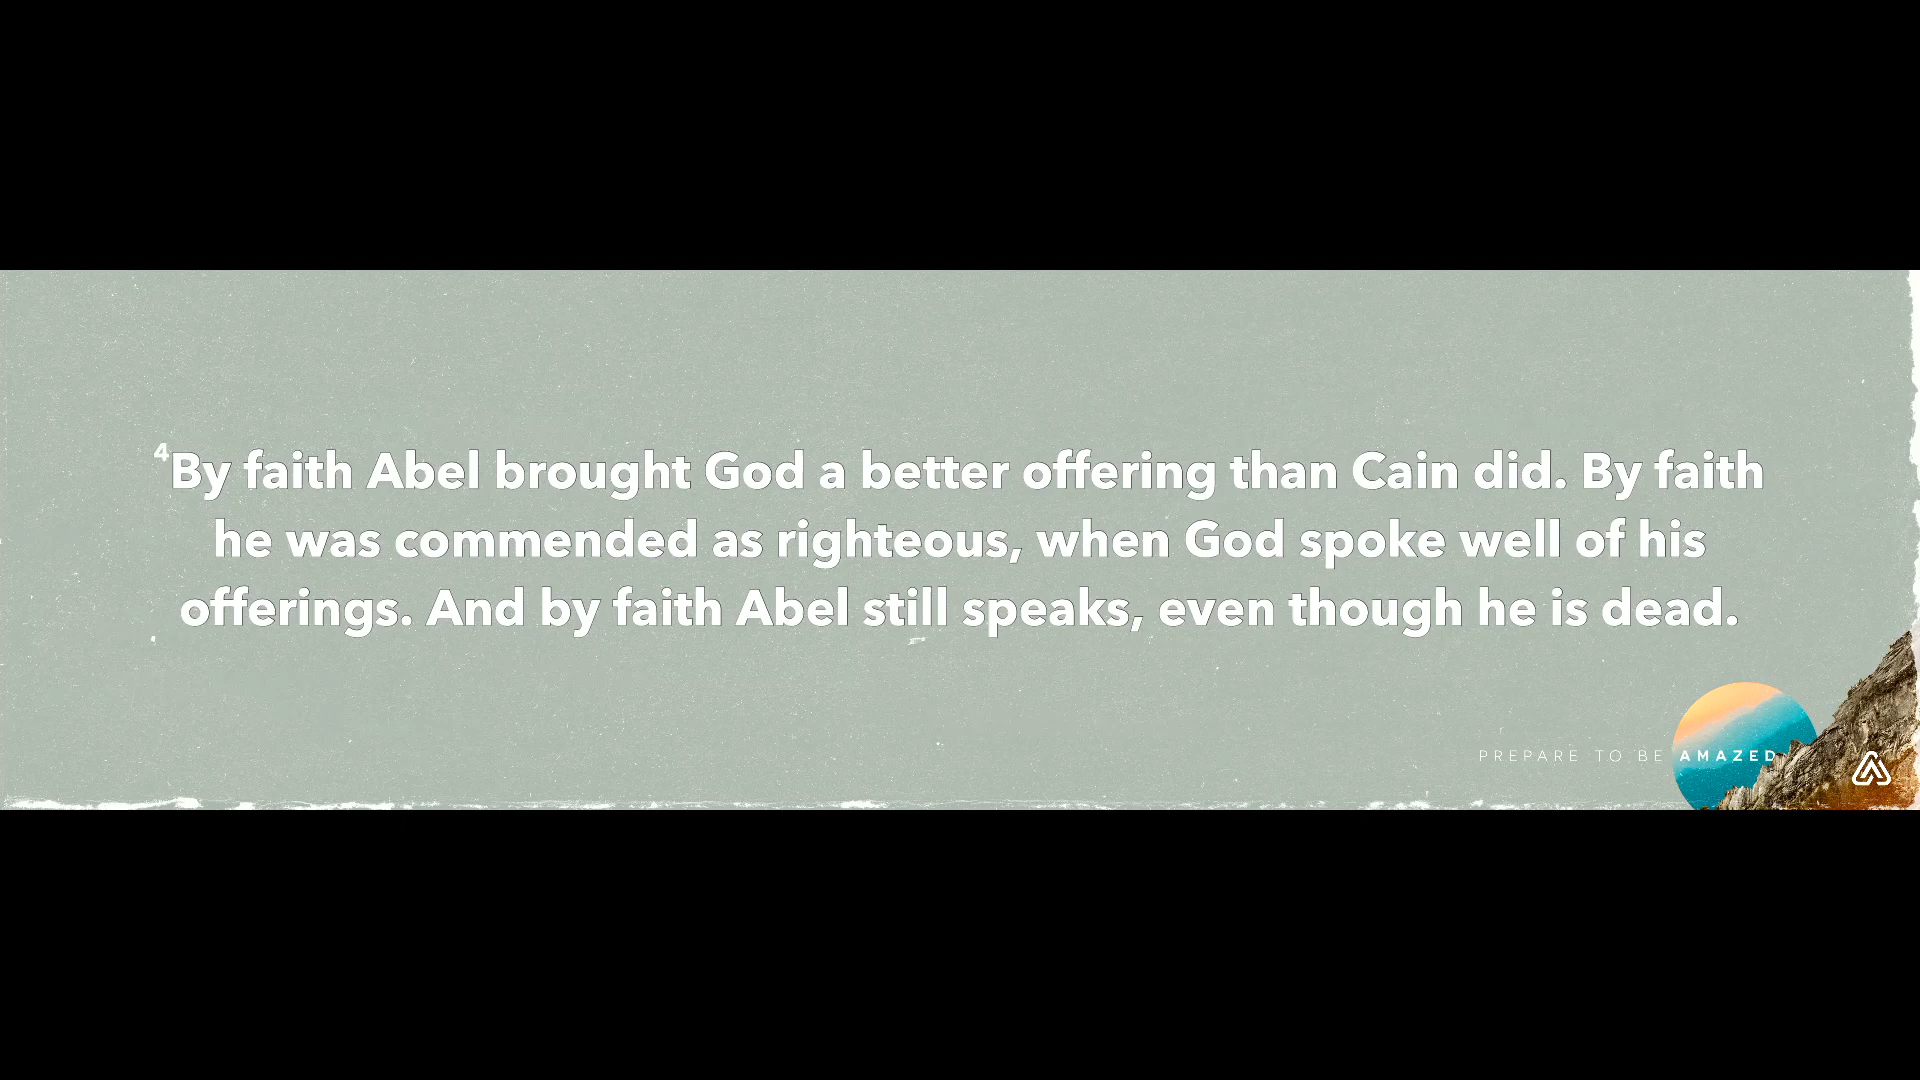 ⁴By faith Abel brought God a better offering than Cain did. By faith
he was commended as righteous, when God spoke well of his
offerings. And by faith Abel still speaks, even though he is dead.
PREPARE TO BE AMAZED